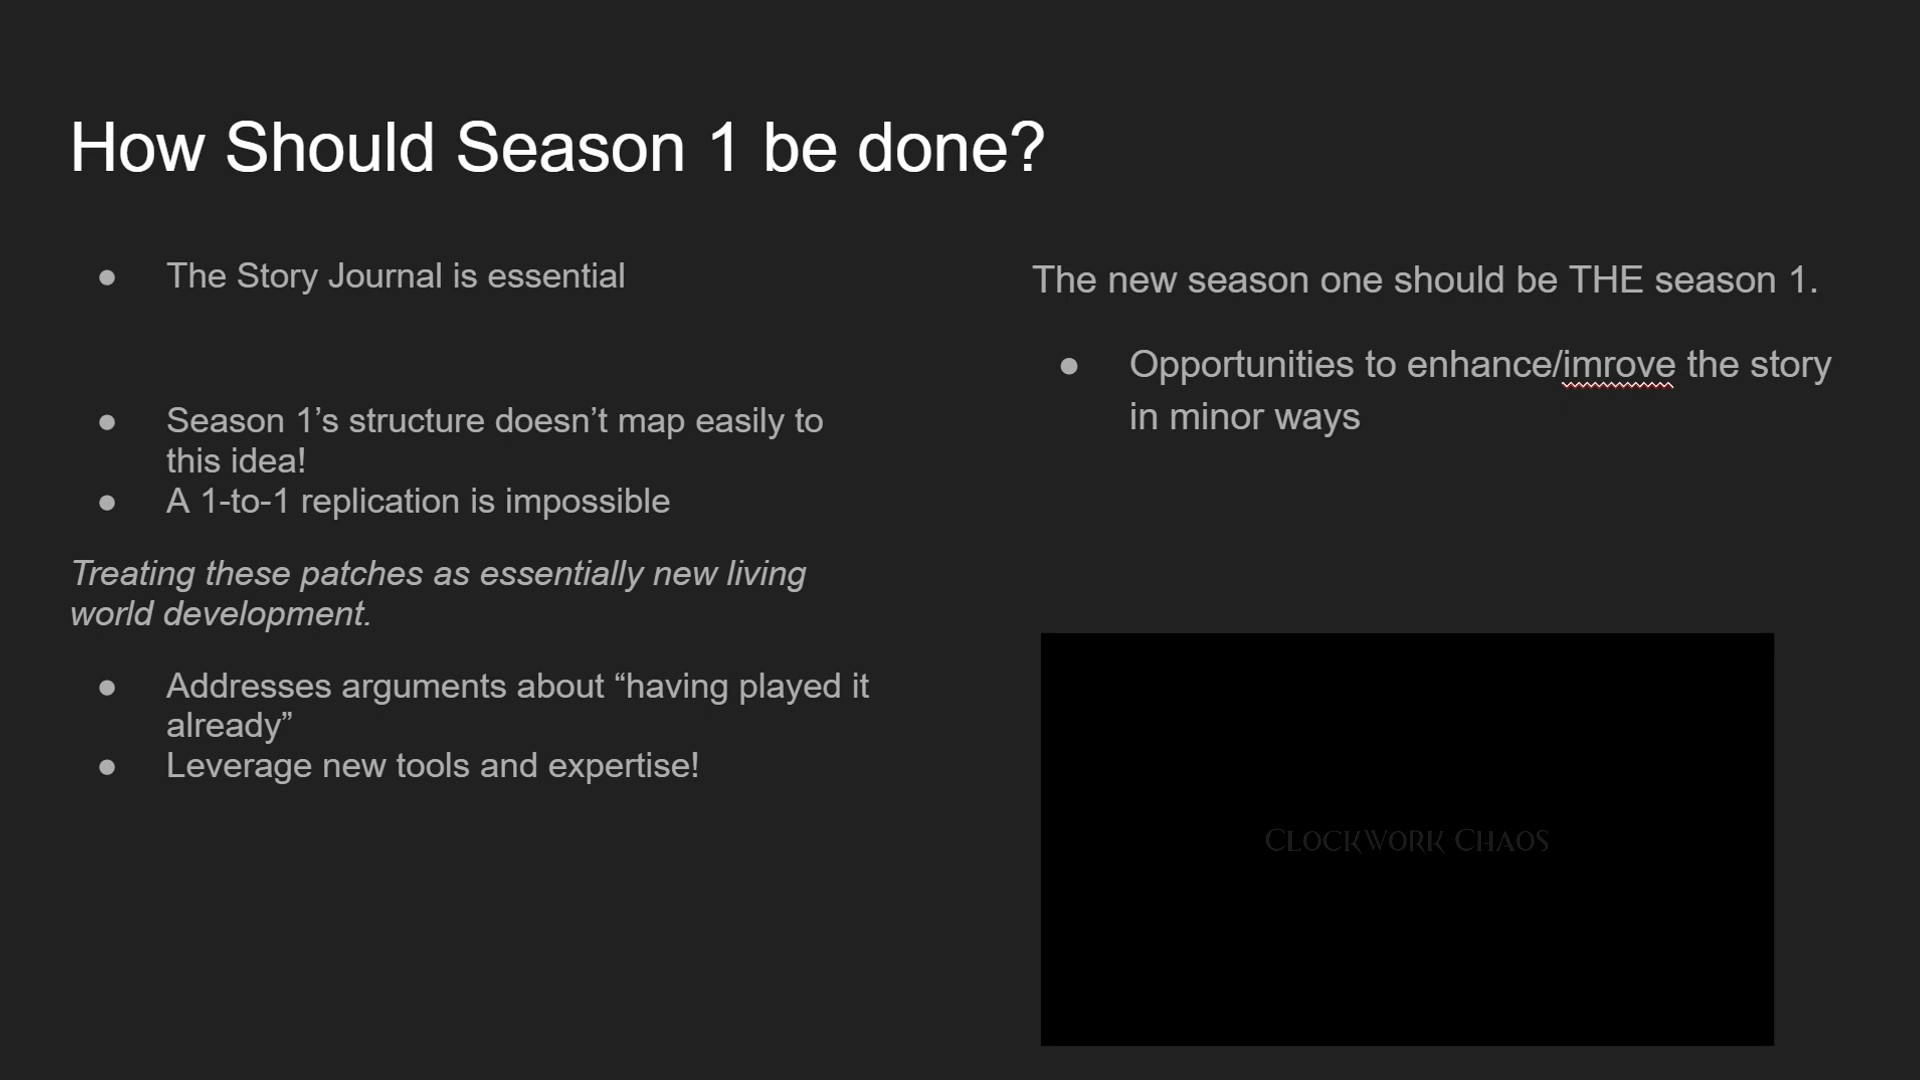 How Should Season 1 be done?
● The Story Journal is essential
● Season 1’s structure doesn’t map easily to
this idea!
● A 1-to-1 replication is impossible
Treating these patches as essentially new living
world development.
● Addresses arguments about “having played it
already”
● Leverage new tools and expertise!
The new season one should be THE season 1.
● Opportunities to enhance/imrove the story
in minor ways
Clockwork Chaos